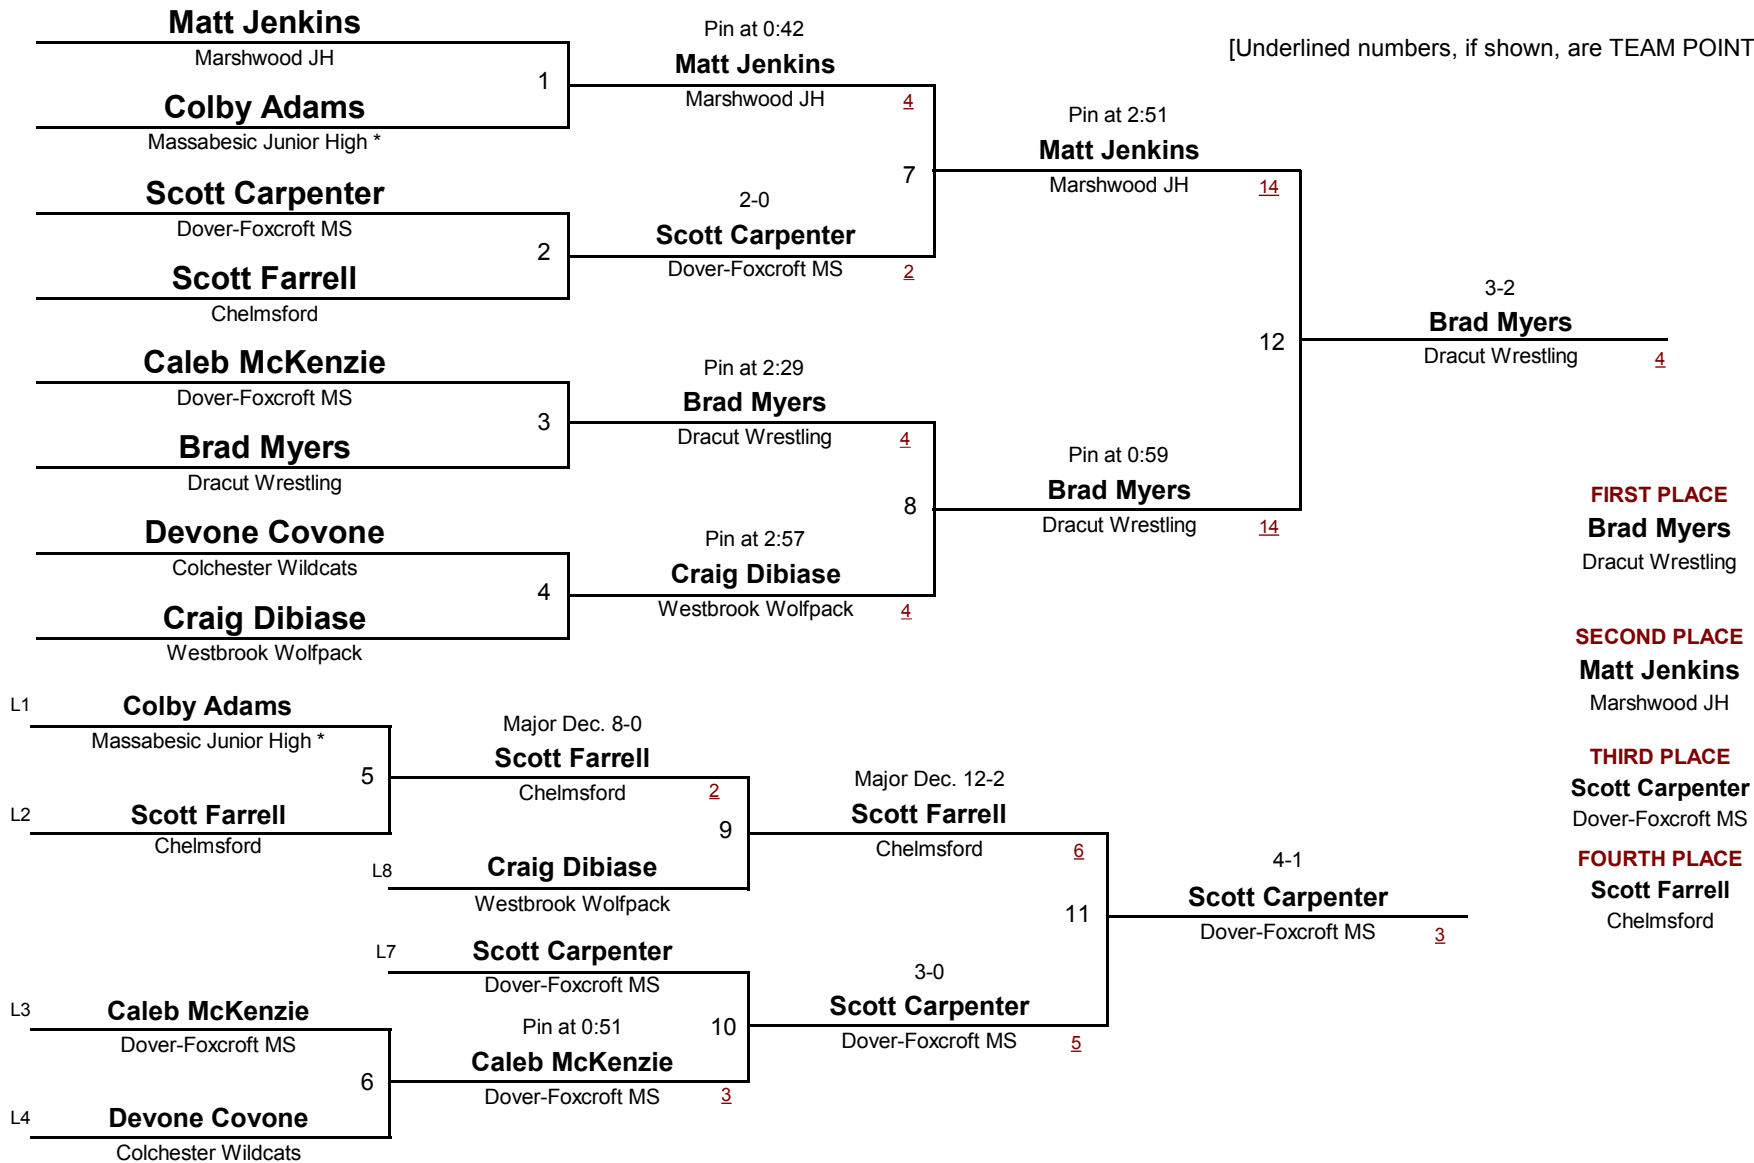 [Underlined numbers, if shown, are TEAM POINT
Matt Jenkins
Marshwood JH
1
Colby Adams
Massabesic Junior High *
Scott Carpenter
Dover-Foxcroft MS
2
Scott Farrell
Chelmsford
Caleb McKenzie
Dover-Foxcroft MS
3
Brad Myers
Dracut Wrestling
Devone Covone
Colchester Wildcats
4
Craig Dibiase
Westbrook Wolfpack
Pin at 0:42
Matt Jenkins
Marshwood JH 4
7
2-0
Scott Carpenter
Dover-Foxcroft MS 2
Pin at 2:29
Brad Myers
Dracut Wrestling 4
8
Pin at 2:57
Craig Dibiase
Westbrook Wolfpack 4
Pin at 2:51
Matt Jenkins
Marshwood JH 14
12
Pin at 0:59
Brad Myers
Dracut Wrestling 14
3-2
Brad Myers
Dracut Wrestling 4
FIRST PLACE
Brad Myers
Dracut Wrestling
SECOND PLACE
Matt Jenkins
Marshwood JH
THIRD PLACE
Scott Carpenter
Dover-Foxcroft MS
FOURTH PLACE
Scott Farrell
Chelmsford
L1 Colby Adams
Massabesic Junior High *
5
L2 Scott Farrell
Chelmsford
L3 Caleb McKenzie
Dover-Foxcroft MS
6
L4 Devone Covone
Colchester Wildcats
Major Dec. 8-0
Scott Farrell
Chelmsford 2
9
L8 Craig Dibiase
Westbrook Wolfpack
L7 Scott Carpenter
Dover-Foxcroft MS
10
Pin at 0:51
Caleb McKenzie
Dover-Foxcroft MS 3
Major Dec. 12-2
Scott Farrell
Chelmsford 6
11
3-0
Scott Carpenter
Dover-Foxcroft MS 5
4-1
Scott Carpenter
Dover-Foxcroft MS 3